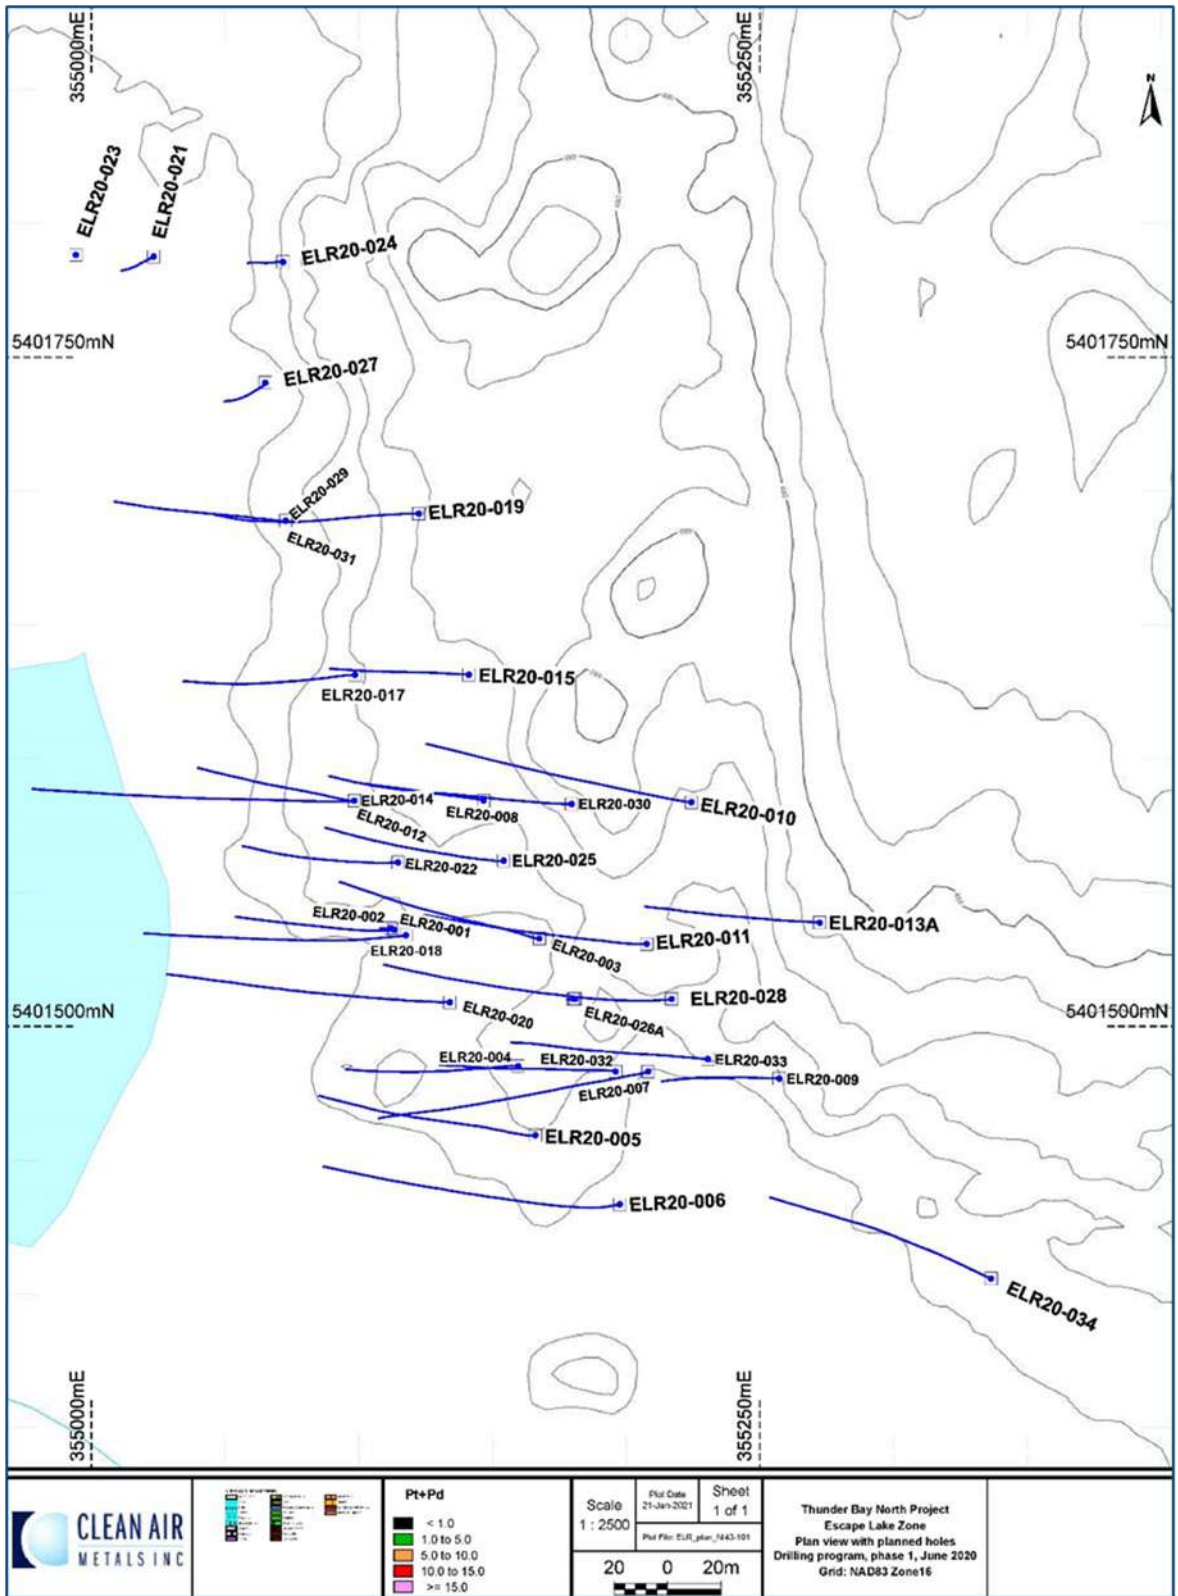 355000mE
355250mE
N
ELR20-023
ELR20-021
ELR20-024
5401750mN
5401750mN
ELR20-027
ELR20-029
ELR20-019
ELR20-031
ELR20-015
ELR20-017
ELR20-014
ELR20-008
ELR20-030
ELR20-010
ELR20-012
ELR20-025
ELR20-022
ELR20-002
ELR20-001
ELR20-013A
ELR20-018
ELR20-003
ELR20-011
ELR20-028
5401500mN
ELR20-020
ELR20-026A
5401500mN
ELR20-004
ELR20-032
ELR20-033
ELR20-007
ELR20-009
ELR20-005
ELR20-006
ELR20-034
355000mE
355250mE
CLEAN AIR
METALS INC
Pt+Pd
< 1.0
1.0 to 5.0
5.0 to 10.0
10.0 to 15.0
>= 15.0
Scale
1 : 2500
Plot Date
21-Jan-2021
Sheet
1 of 1
Plot File: ELR_plan_NI43-101
20 0 20m
Thunder Bay North Project
Escape Lake Zone
Plan view with planned holes
Drilling program, phase 1, June 2020
Grid: NAD83 Zone16